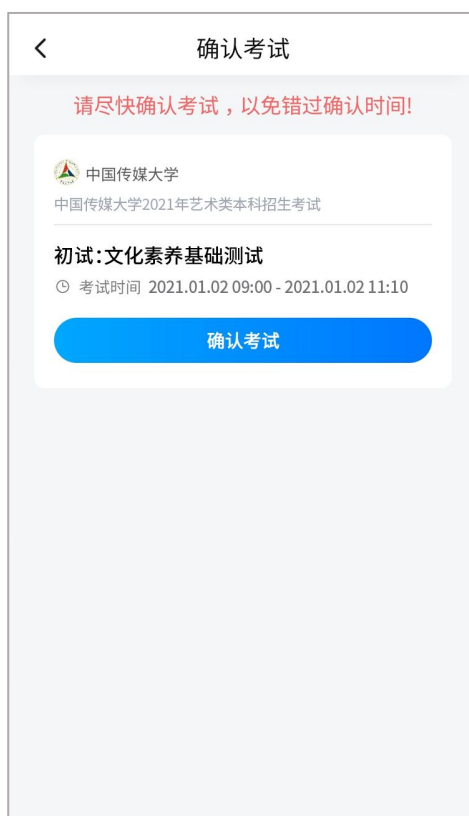 确认考试
请尽快确认考试，以免错过确认时间!
中国传媒大学
中国传媒大学2021年艺术类本科招生考试
初试:文化素养基础测试
考试时间 2021.01.02 09:00 - 2021.01.02 11:10
确认考试